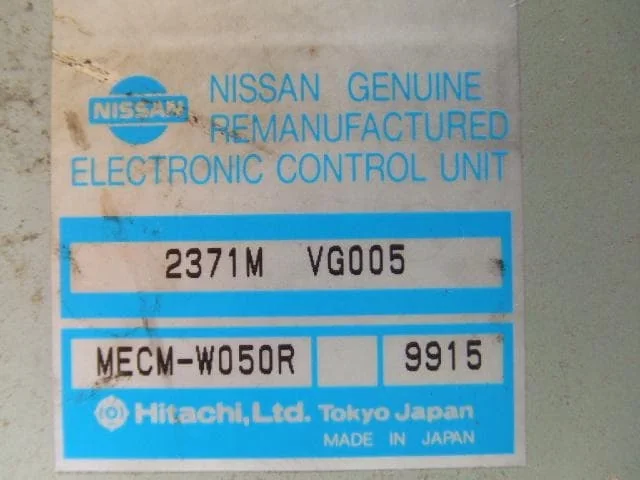 NISSAN
NISSAN GENUINE
REMANUFACTURED
ELECTRONIC CONTROL UNIT
2371M VG005
MECM-W050R 9915
Hitachi,Ltd. Tokyo Japan
MADE IN JAPAN